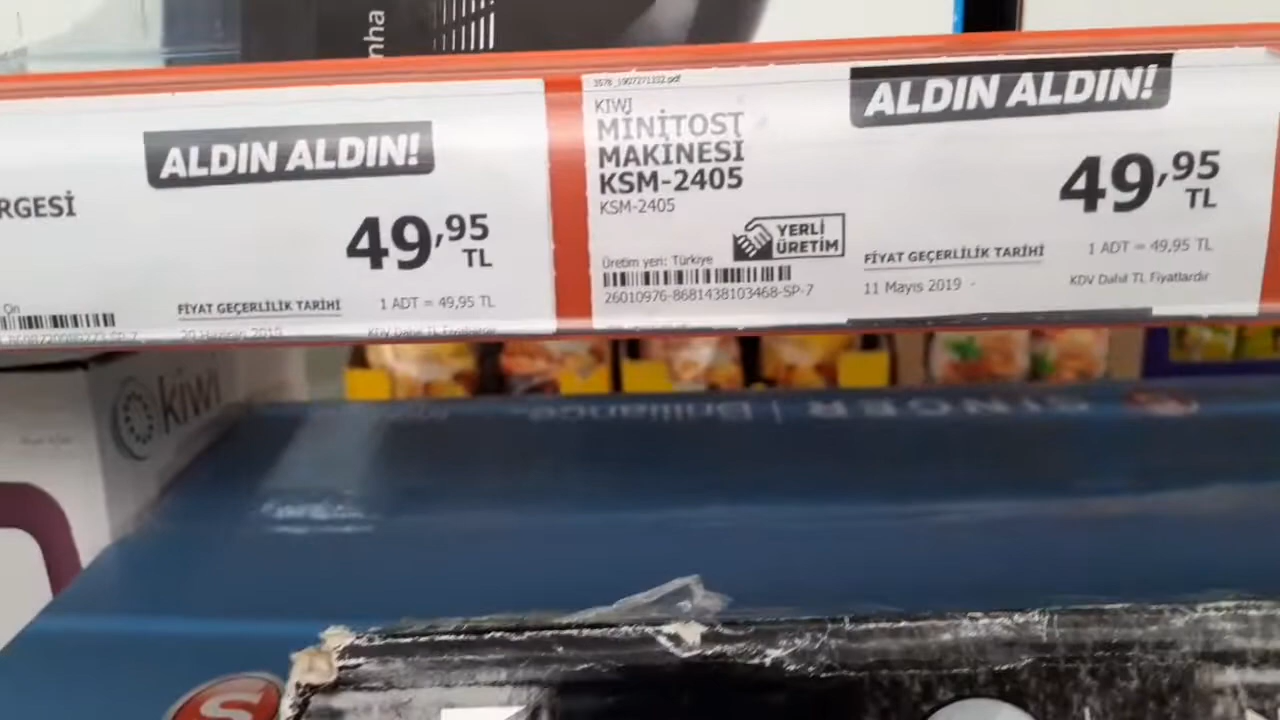 nha
ALDIN ALDIN!
RGESİ
49,95
TL
On
FİYAT GEÇERLİLİK TARİHİ
1 ADT = 49,95 TL
3578_1907271332.pdf
KIWI
MİNİTOST
MAKİNESİ
KSM-2405
KSM-2405
ALDIN ALDIN!
49,95
TL
YERLİ
ÜRETİM
Üretim yeri: Türkiye
26010976-8681438103468-SP-7
FİYAT GEÇERLİLİK TARİHİ
11 Mayıs 2019 -
1 ADT = 49,95 TL
KDV Dahil TL Fiyatlardır
kiwi
SINGER | Brilliance
S